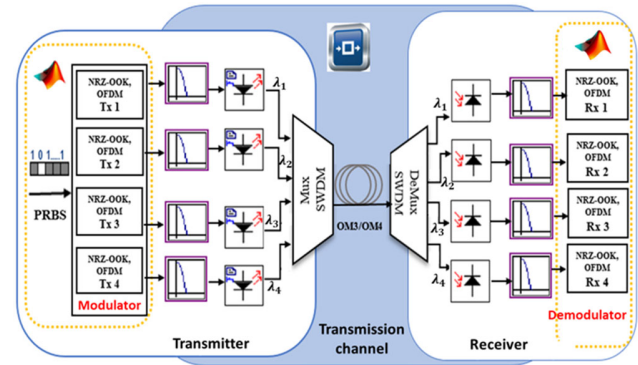 NRZ-OOK,
OFDM
Tx 1
NRZ-OOK,
OFDM
Tx 2
NRZ-OOK,
OFDM
Tx 3
NRZ-OOK,
OFDM
Tx 4
1 0 1....1
PRBS
Modulator
λ1
λ2
λ3
λ4
Mux
SWDM
OM3/OM4
DeMux
SWDM
λ1
λ2
λ3
λ4
NRZ-OOK,
OFDM
Rx 1
NRZ-OOK,
OFDM
Rx 2
NRZ-OOK,
OFDM
Rx 3
NRZ-OOK,
OFDM
Rx 4
Demodulator
Transmitter
Transmission
channel
Receiver